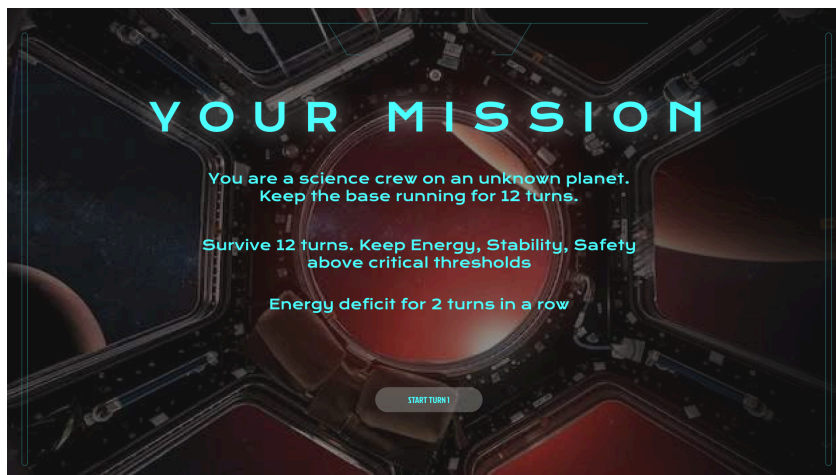 YOUR MISSION
You are a science crew on an unknown planet.
Keep the base running for 12 turns.
Survive 12 turns. Keep Energy, Stability, Safety
above critical thresholds
Energy deficit for 2 turns in a row
START TURN 1